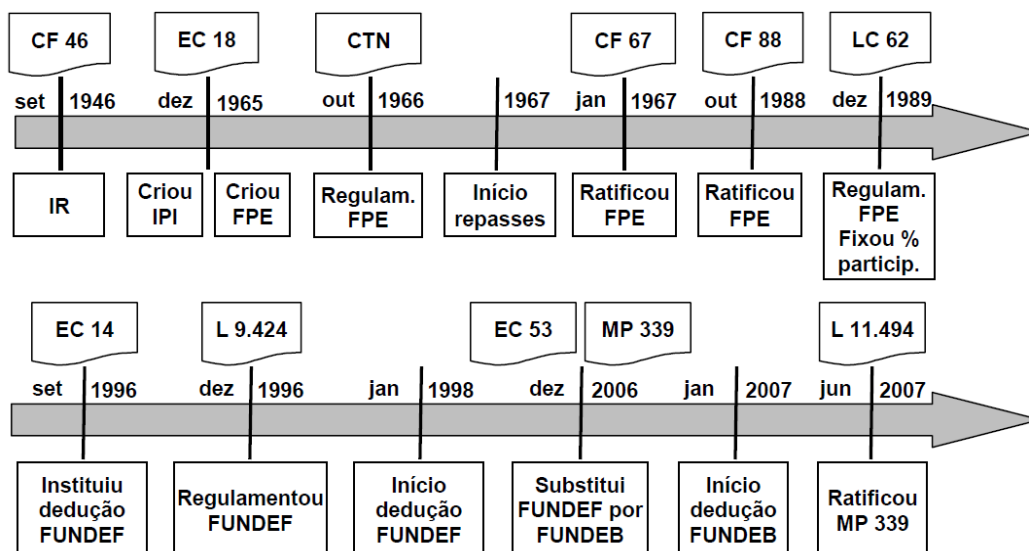 CF 46
EC 18
CTN
CF 67
CF 88
LC 62
set 1946
dez 1965
out 1966
1967
jan 1967
out 1988
dez 1989
IR
Criou
IPI
Criou
FPE
Regulam.
FPE
Início
repasses
Ratificou
FPE
Ratificou
FPE
Regulam.
FPE
Fixou %
particip.
EC 14
L 9.424
EC 53
MP 339
L 11.494
set 1996
dez 1996
jan 1998
dez 2006
jan 2007
jun 2007
Instituiu
dedução
FUNDEF
Regulamentou
FUNDEF
Início
dedução
FUNDEF
Substitui
FUNDEF por
FUNDEB
Início
dedução
FUNDEB
Ratificou
MP 339